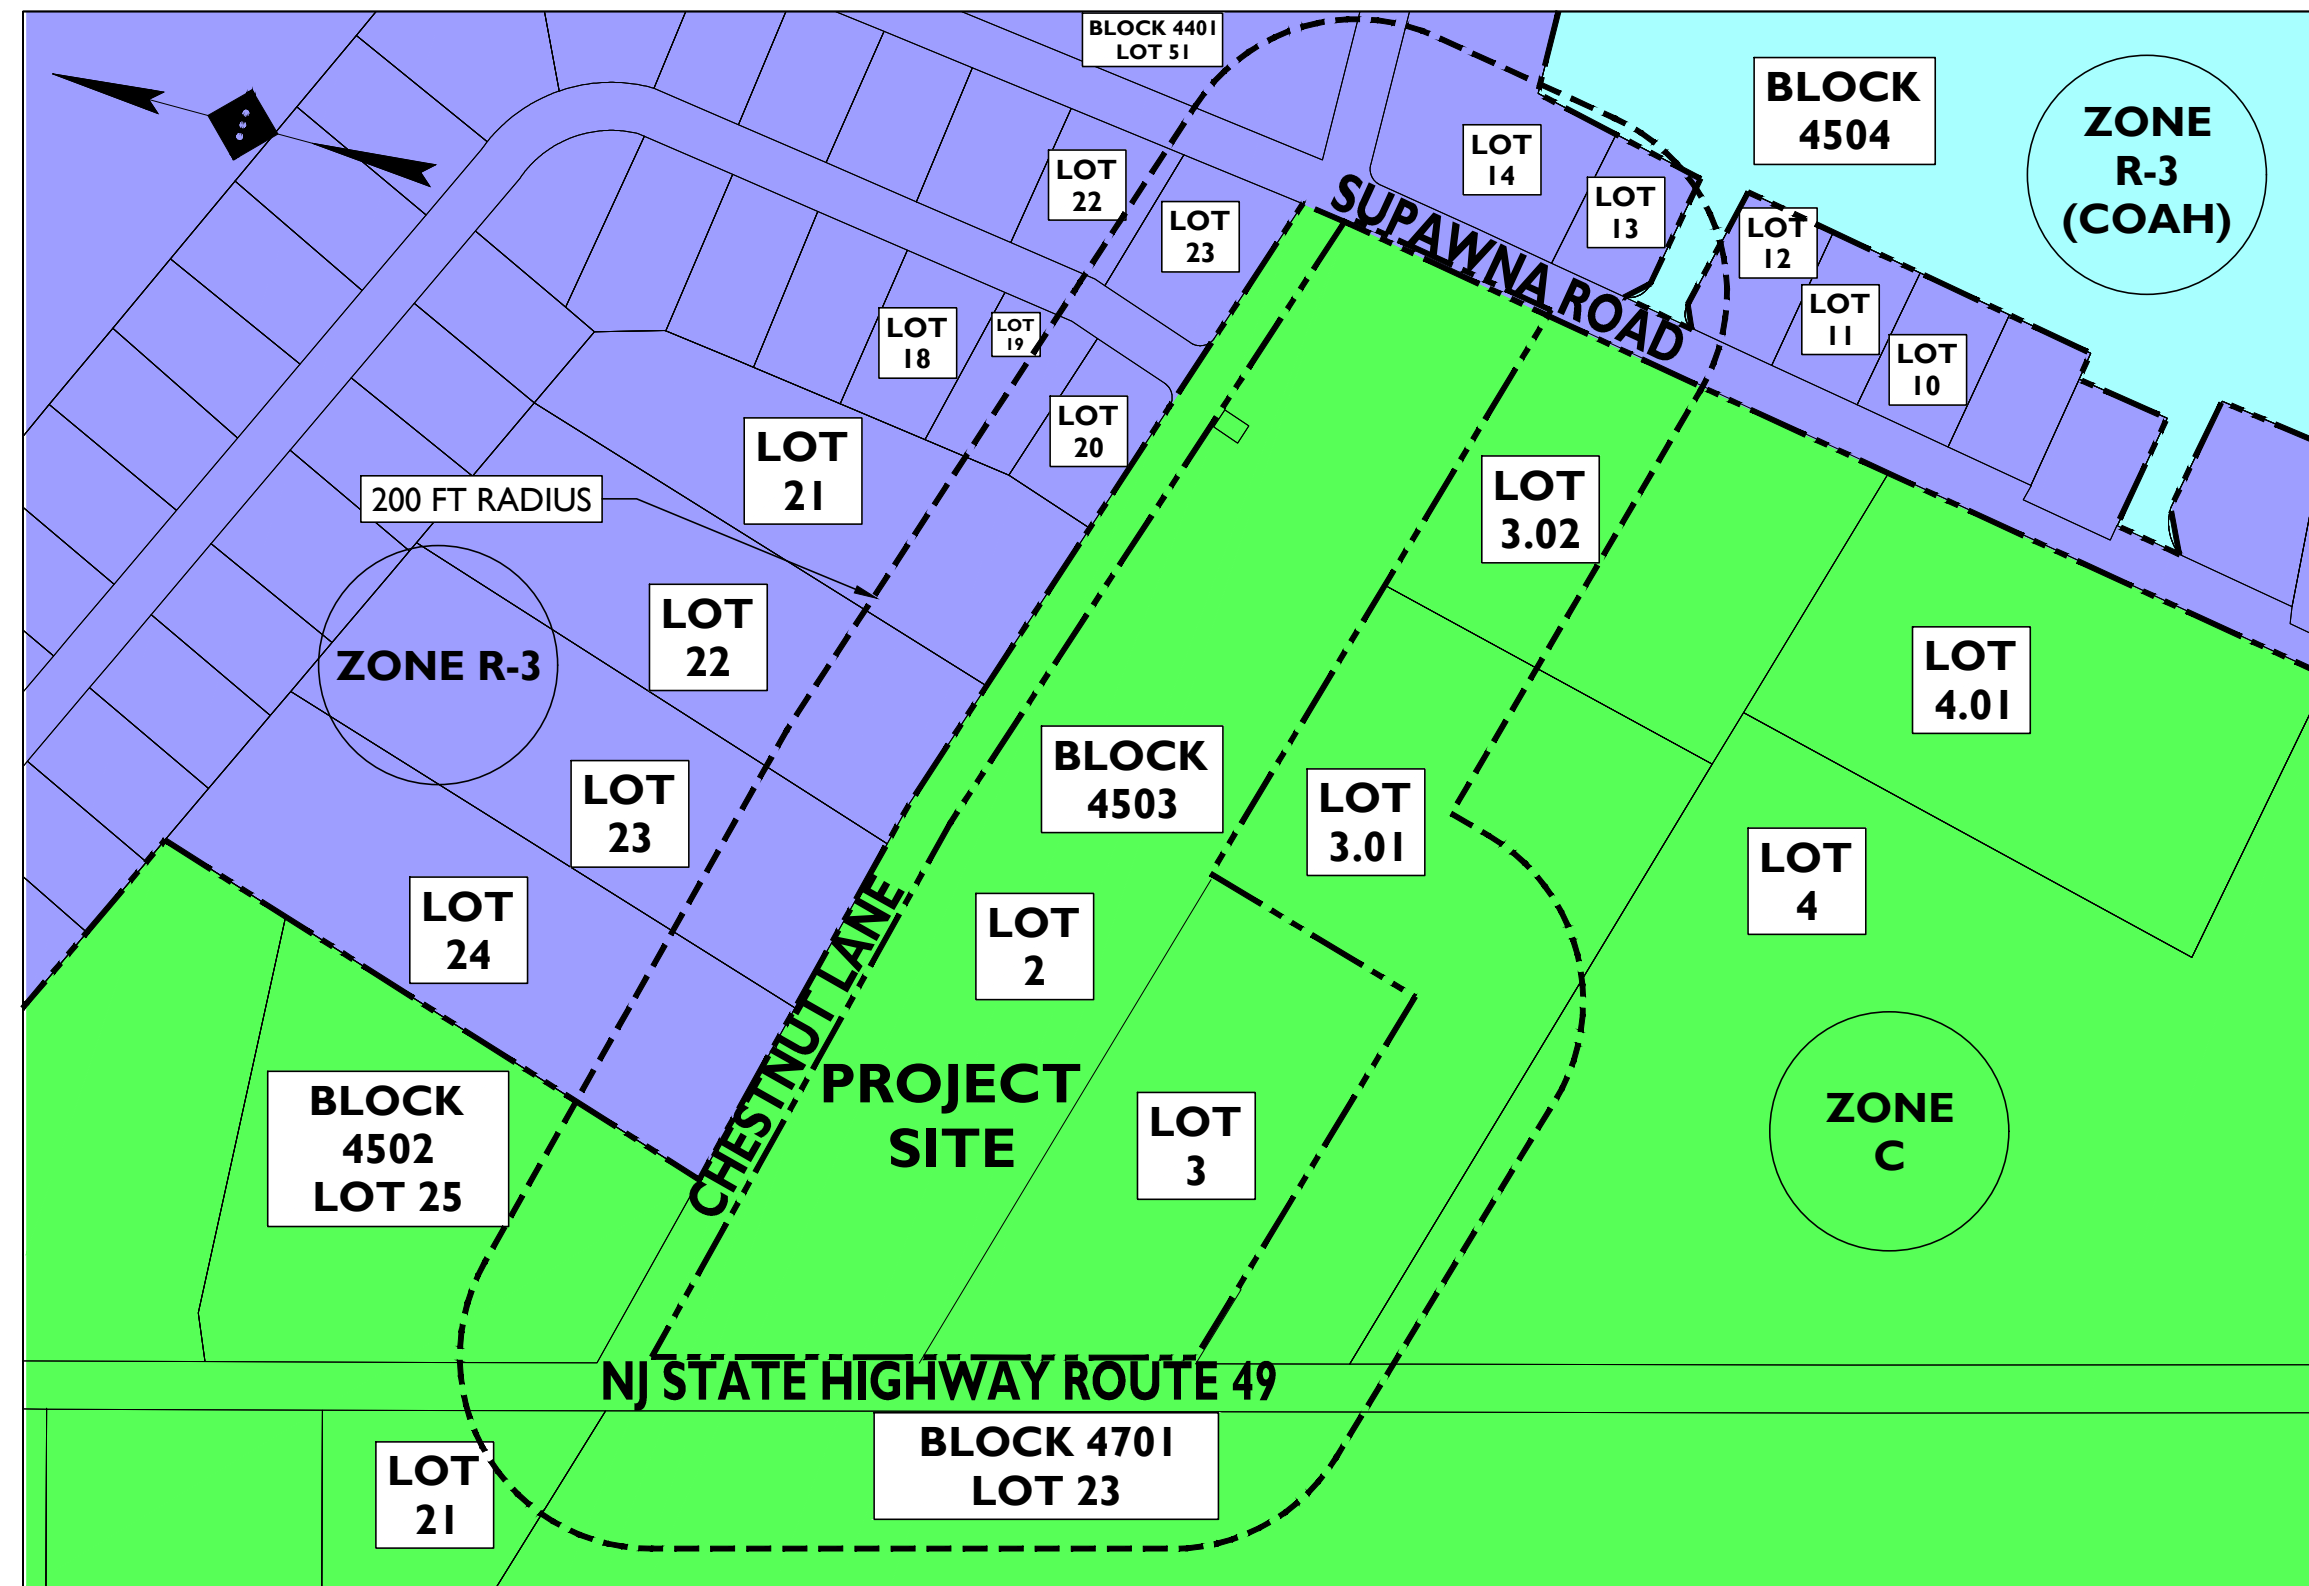 BLOCK 4401
LOT 51
BLOCK
4504
ZONE
R-3
(COAH)
LOT
14
LOT
22
LOT
13
LOT
23
SUPAWNA ROAD
LOT
12
LOT
11
LOT
10
LOT
18
LOT
19
LOT
20
LOT
21
200 FT RADIUS
LOT
3.02
LOT
22
ZONE R-3
LOT
4.01
BLOCK
4503
LOT
23
LOT
3.01
LOT
4
LOT
24
LOT
2
CHESTNUT LANE
PROJECT
SITE
BLOCK
4502
LOT 25
LOT
3
ZONE
C
NJ STATE HIGHWAY ROUTE 49
BLOCK 4701
LOT 23
LOT
21